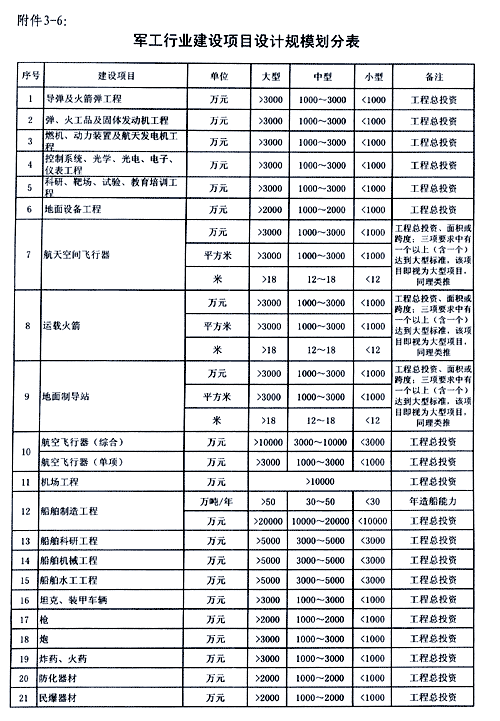 附件3-6:
军工行业建设项目设计规模划分表
序号 建设项目 单位 大型 中型 小型 备注
1 导弹及火箭弹工程 万元 >3000 1000~3000 <1000 工程总投资
2 弹、火工品及固体发动机工程 万元 >3000 1000~3000 <1000 工程总投资
3 燃机、动力装置及航天发电机工程 万元 >3000 1000~3000 <1000 工程总投资
4 控制系统、光学、光电、电子、仪表工程 万元 >3000 1000~3000 <1000 工程总投资
5 科研、靶场、试验、教育培训工程 万元 >3000 1000~3000 <1000 工程总投资
6 地面设备工程 万元 >2000 1000~2000 <1000 工程总投资
7 航天空间飞行器 万元 >3000 1000~3000 <1000 工程总投资、面积或跨度;三项要求中有一个以上(含一个)达到大型标准,该项目即视为大型项目,同理类推
平方米 >3000 1000~3000 <1000
米 >18 12~18 <12
8 运载火箭 万元 >3000 1000~3000 <1000 工程总投资、面积或跨度;三项要求中有一个以上(含一个)达到大型标准,该项目即视为大型项目,同理类推
平方米 >3000 1000~3000 <1000
米 >18 12~18 <12
9 地面制导站 万元 >3000 1000~3000 <1000 工程总投资、面积或跨度;三项要求中有一个以上(含一个)达到大型标准,该项目即视为大型项目,同理类推
平方米 >3000 1000~3000 <1000
米 >18 12~18 <12
10 航空飞行器(综合) 万元 >10000 3000~10000 <3000 工程总投资
航空飞行器(单项) 万元 >3000 1000~3000 <1000 工程总投资
11 机场工程 万元 >10000 工程总投资
12 船舶制造工程 万吨/年 >50 30~50 <30 年造船能力
万元 >20000 10000~20000 <10000 工程总投资
13 船舶科研工程 万元 >5000 3000~5000 <3000 工程总投资
14 船舶机械工程 万元 >5000 3000~5000 <3000 工程总投资
15 船舶水工工程 万元 >5000 3000~5000 <3000 工程总投资
16 坦克、装甲车辆 万元 >3000 1000~3000 <1000 工程总投资
17 枪 万元 >2000 1000~2000 <1000 工程总投资
18 炮 万元 >3000 1000~3000 <1000 工程总投资
19 炸药、火药 万元 >3000 1000~3000 <1000 工程总投资
20 防化器材 万元 >2000 1000~2000 <1000 工程总投资
21 民爆器材 万元 >2000 1000~2000 <1000 工程总投资